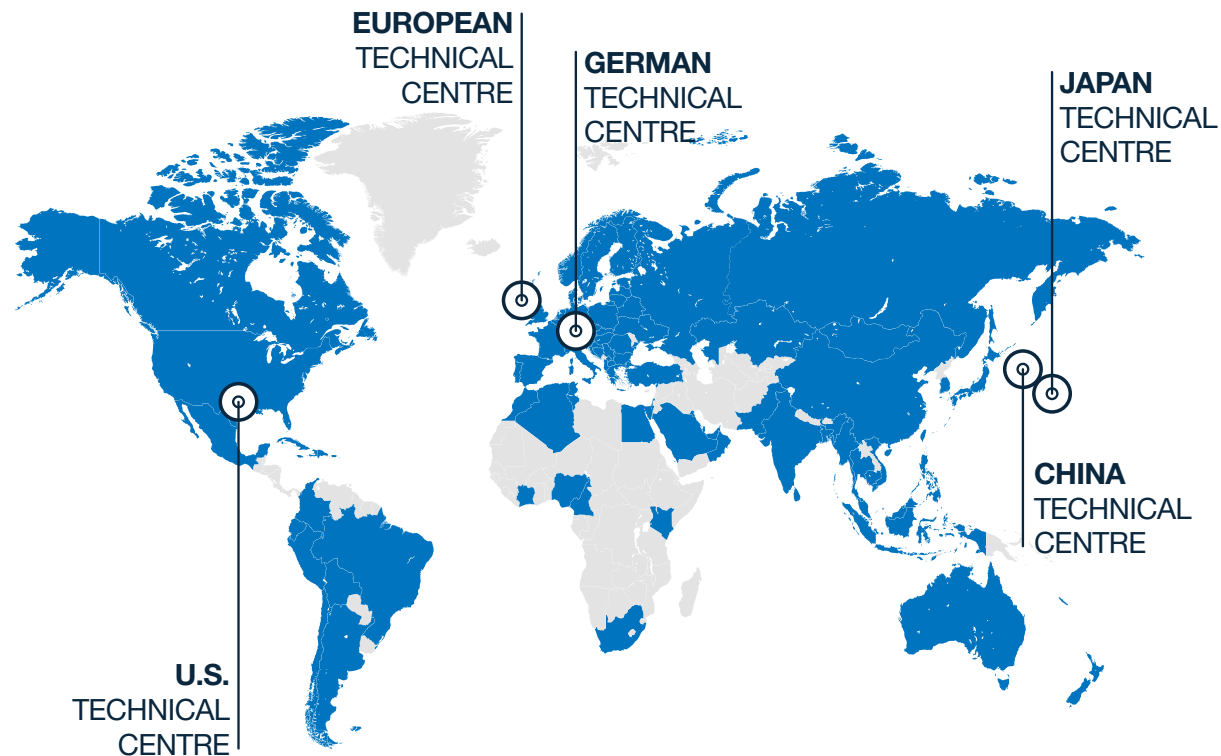 EUROPEAN
TECHNICAL
CENTRE
GERMAN
TECHNICAL
CENTRE
JAPAN
TECHNICAL
CENTRE
CHINA
TECHNICAL
CENTRE
U.S.
TECHNICAL
CENTRE